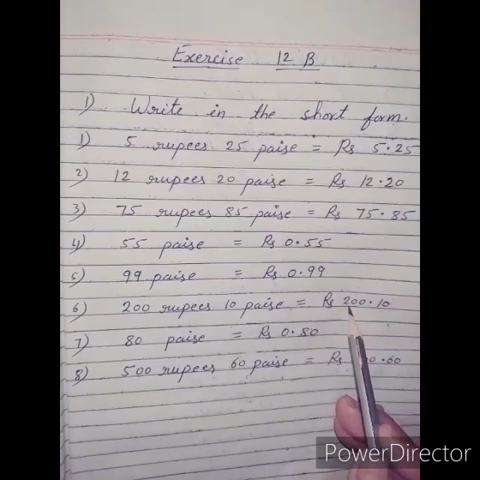 Exercise 12 B
1) Write in the short form.
1) 5 rupees 25 paise = Rs 5.25
2) 12 rupees 20 paise = Rs 12.20
3) 75 rupees 85 paise = Rs 75.85
4) 55 paise = Rs 0.55
5) 99 paise = Rs 0.99
6) 200 rupees 10 paise = Rs 200.10
7) 80 paise = Rs 0.80
8) 500 rupees 60 paise = Rs
PowerDirector